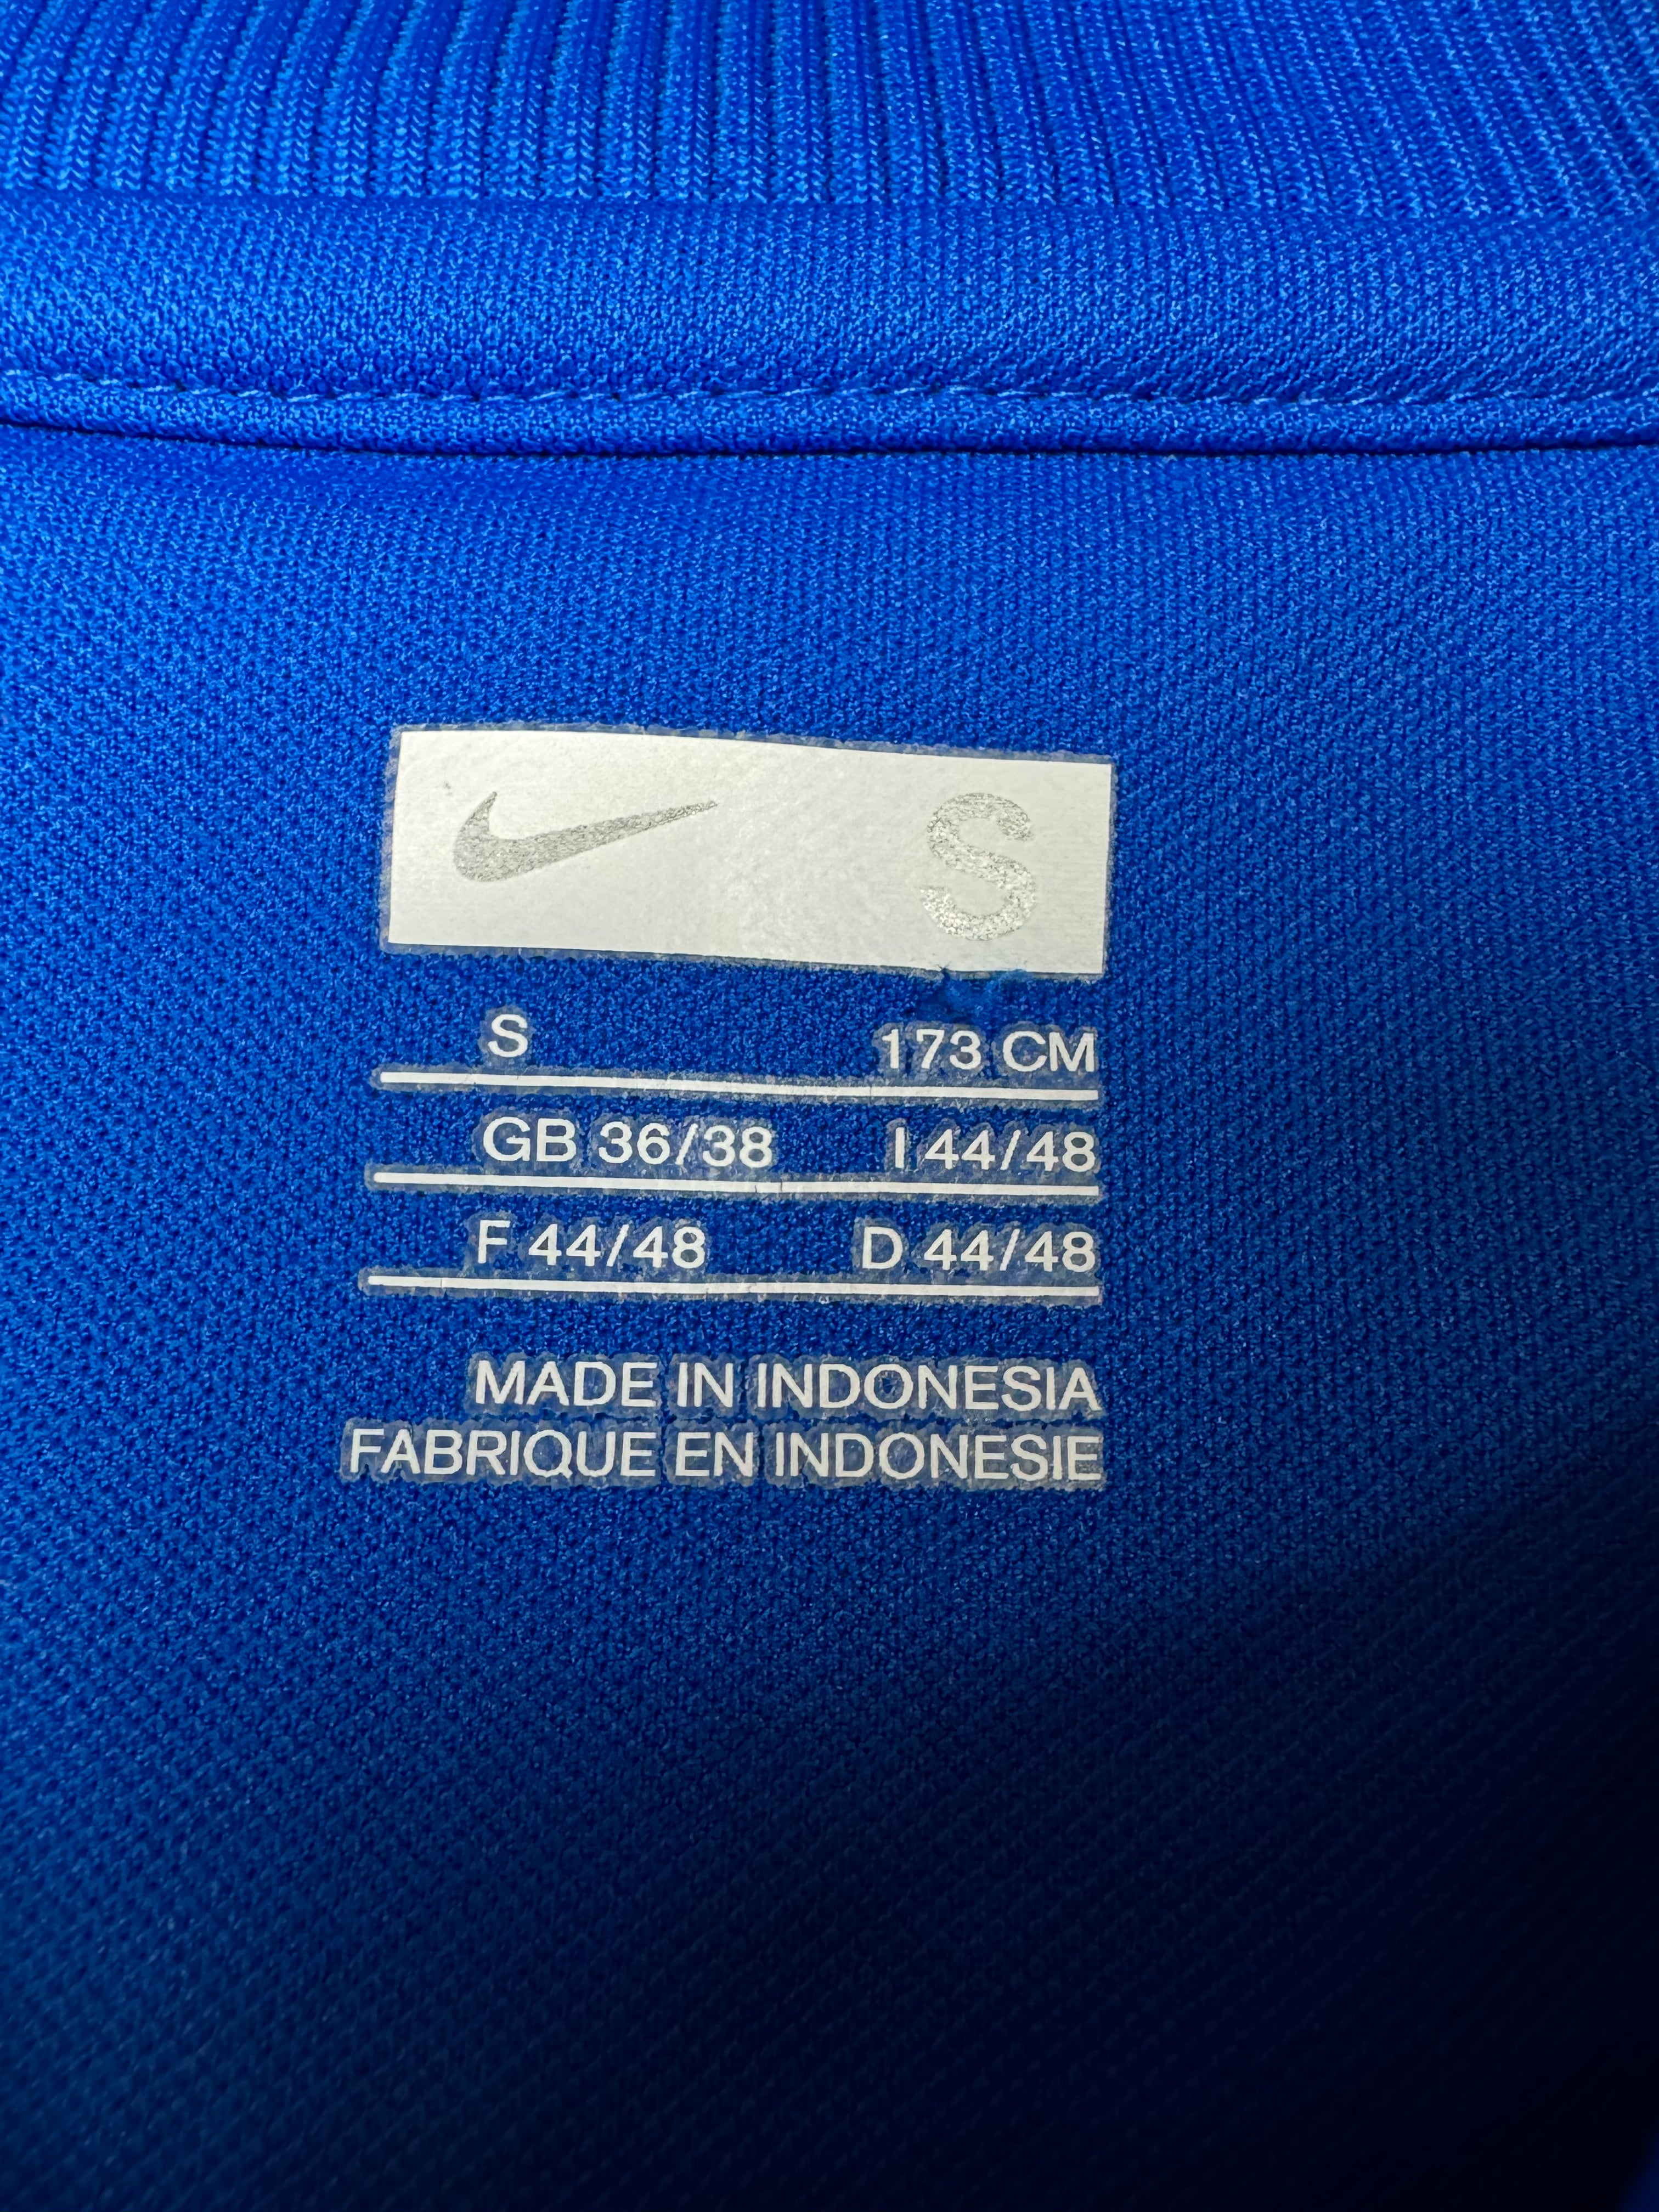 S
S 173 CM
GB 36/38 I 44/48
F 44/48 D 44/48
MADE IN INDONESIA
FABRIQUE EN INDONESIE